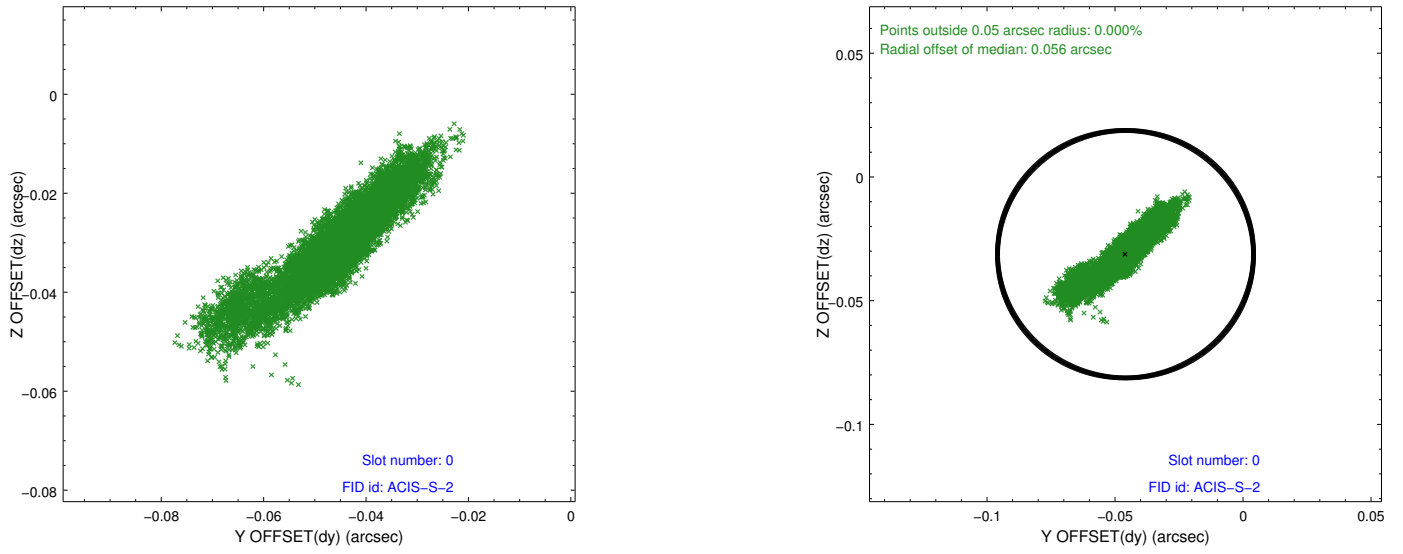 0
−0.02
−0.04
−0.06
−0.08
Z OFFSET(dz) (arcsec)
Slot number: 0
FID id: ACIS−S−2
−0.08
−0.06
−0.04
−0.02
0
Y OFFSET(dy) (arcsec)
Points outside 0.05 arcsec radius: 0.000%
Radial offset of median: 0.056 arcsec
0.05
0
−0.05
−0.1
Z OFFSET(dz) (arcsec)
Slot number: 0
FID id: ACIS−S−2
−0.1
−0.05
0
0.05
Y OFFSET(dy) (arcsec)